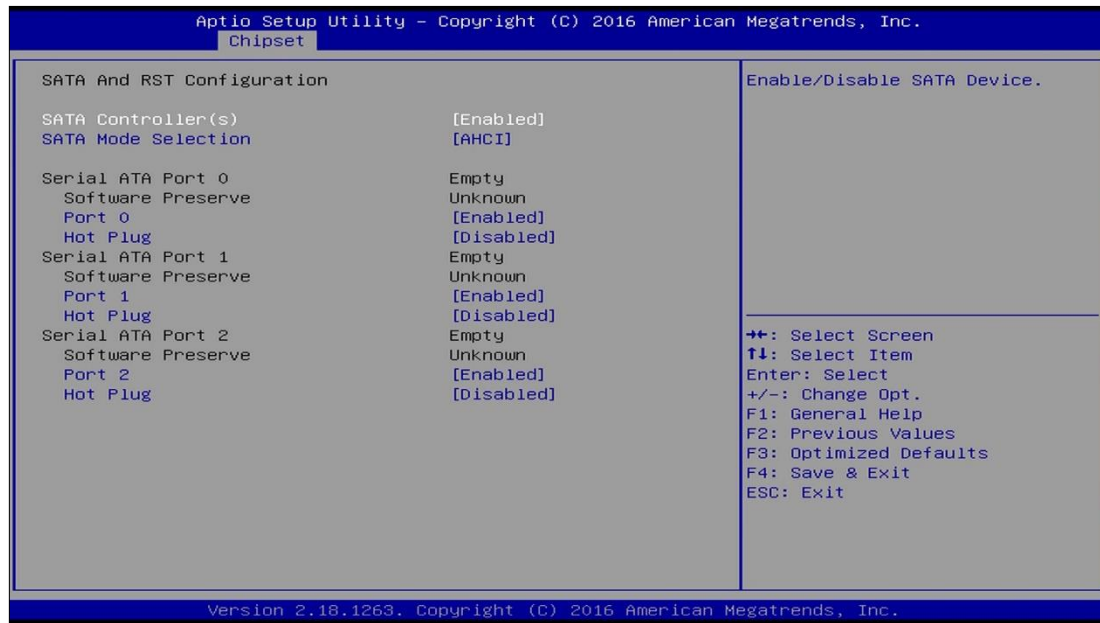 Aptio Setup Utility – Copyright (C) 2016 American Megatrends, Inc.
Chipset
SATA And RST Configuration
SATA Controller(s) [Enabled]
SATA Mode Selection [AHCI]
Serial ATA Port 0 Empty
Software Preserve Unknown
Port 0 [Enabled]
Hot Plug [Disabled]
Serial ATA Port 1 Empty
Software Preserve Unknown
Port 1 [Enabled]
Hot Plug [Disabled]
Serial ATA Port 2 Empty
Software Preserve Unknown
Port 2 [Enabled]
Hot Plug [Disabled]
Enable/Disable SATA Device.
→←: Select Screen
↑↓: Select Item
Enter: Select
+/-: Change Opt.
F1: General Help
F2: Previous Values
F3: Optimized Defaults
F4: Save & Exit
ESC: Exit
Version 2.18.1263. Copyright (C) 2016 American Megatrends, Inc.